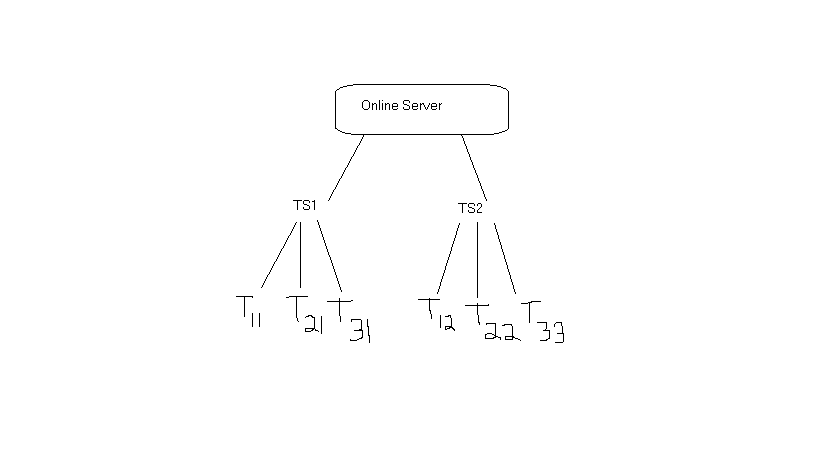 Online Server
TS1 TS2
T11 T21 T31 T12 T22 T33